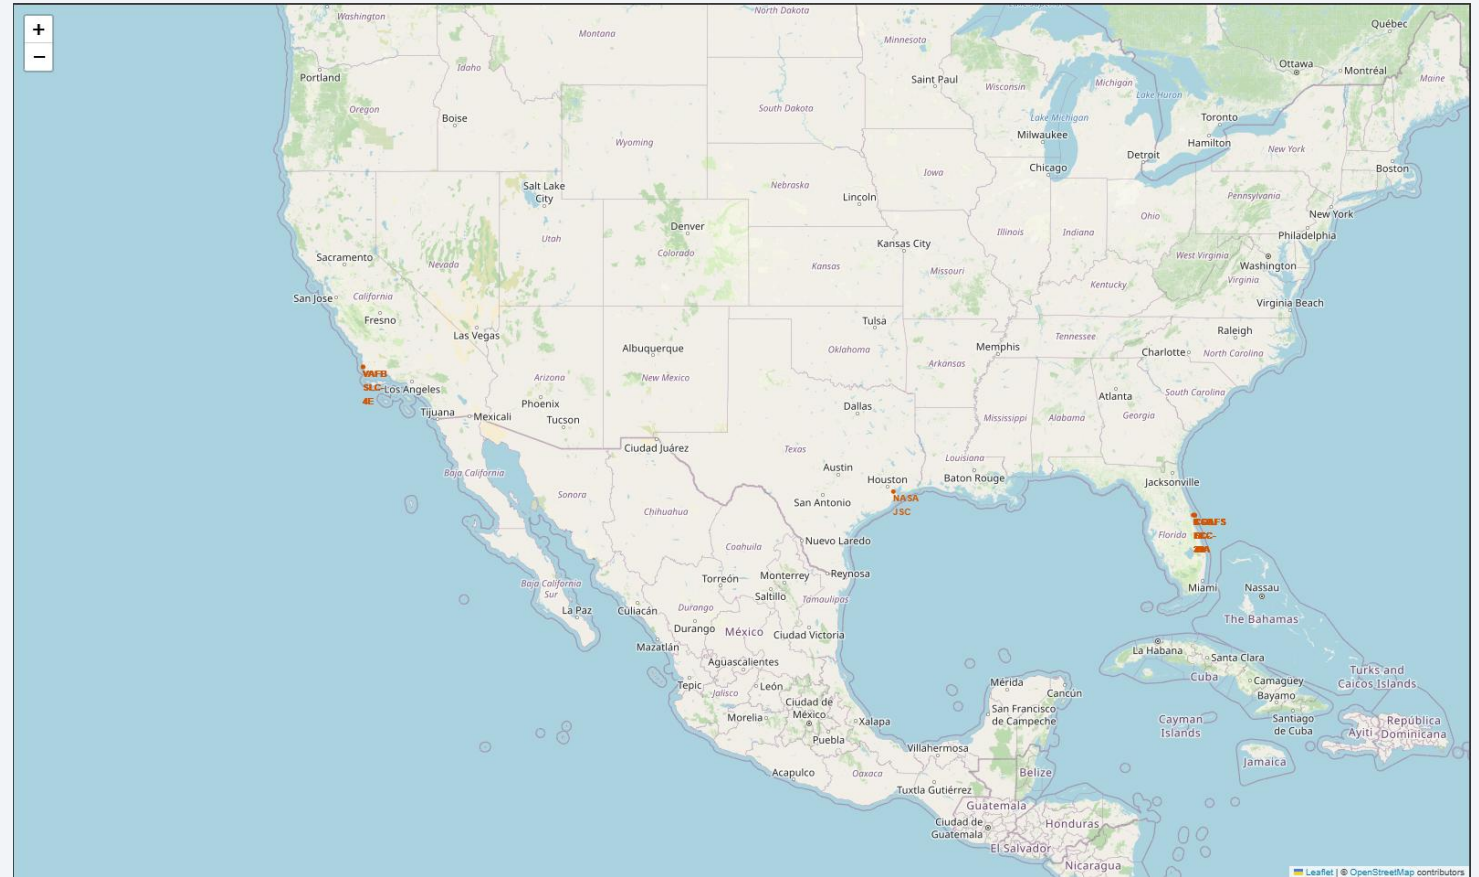 +
−
Washington
North Dakota
Québec
Montana
Minnesota
Ottawa
Montréal
Portland
Idaho
Saint Paul
Wisconsin
Michigan
Maine
Lake Huron
Oregon
Boise
South Dakota
Lake Michigan
Toronto
Wyoming
Milwaukee
Hamilton
New York
Detroit
Chicago
Boston
Iowa
Salt Lake
City
Nebraska
Lincoln
Pennsylvania
Ohio
New York
Denver
Illinois
Indiana
Philadelphia
Utah
Kansas City
Sacramento
Colorado
West Virginia
Nevada
Kansas
Missouri
Washington
Kentucky
Virginia
San Jose
California
Virginia Beach
Fresno
Tulsa
Raleigh
Las Vegas
Tennessee
Albuquerque
Oklahoma
Memphis
Charlotte
North Carolina
Arkansas
VAFB
SLC-
4E
Los Angeles
Arizona
New Mexico
South Carolina
Atlanta
Phoenix
Dallas
Tijuana
Mexicali
Tucson
Mississippi
Alabama
Georgia
Ciudad Juárez
Texas
Louisiana
Baja California
Austin
Houston
Baton Rouge
Jacksonville
Sonora
San Antonio
NASA
JSC
Chihuahua
Florida
Nuevo Laredo
Coahuila
Torreón
Monterrey
Reynosa
Baja California
Sur
Saltillo
Tamaulipas
Miami
Nassau
La Paz
Culiacán
Durango
The Bahamas
Durango
México
Ciudad Victoria
Mazatlán
La Habana
Santa Clara
Aguascalientes
Turks and
Caicos Islands
Cuba
Camagüey
Tepic
León
Mérida
Cancún
Bayamo
Jalisco
Ciudad de
México
San Francisco
de Campeche
Cayman
Islands
Santiago
de Cuba
Morelia
Xalapa
República
Dominicana
Ayiti
Puebla
Villahermosa
Jamaica
Acapulco
Oaxaca
Belize
Tuxtla Gutiérrez
Guatemala
Ciudad de
Guatemala
Honduras
El Salvador
Nicaragua
Leaflet | © OpenStreetMap contributors